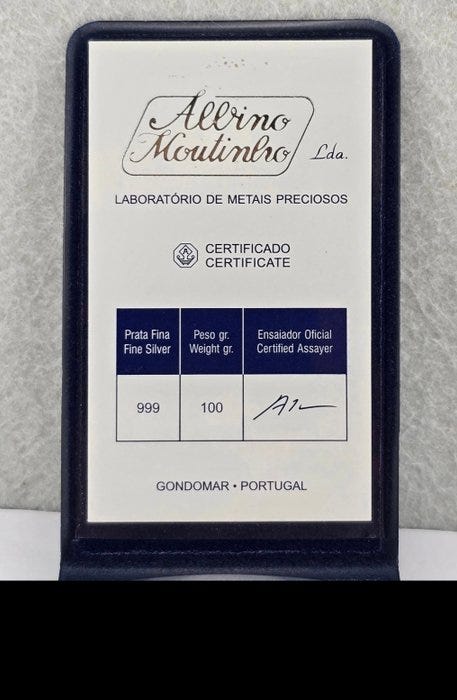 Albino
Moutinho Lda.
LABORATÓRIO DE METAIS PRECIOSOS
CERTIFICADO
CERTIFICATE
Prata Fina
Fine Silver
Peso gr.
Weight gr.
Ensaiador Oficial
Certified Assayer
999
100
GONDOMAR • PORTUGAL